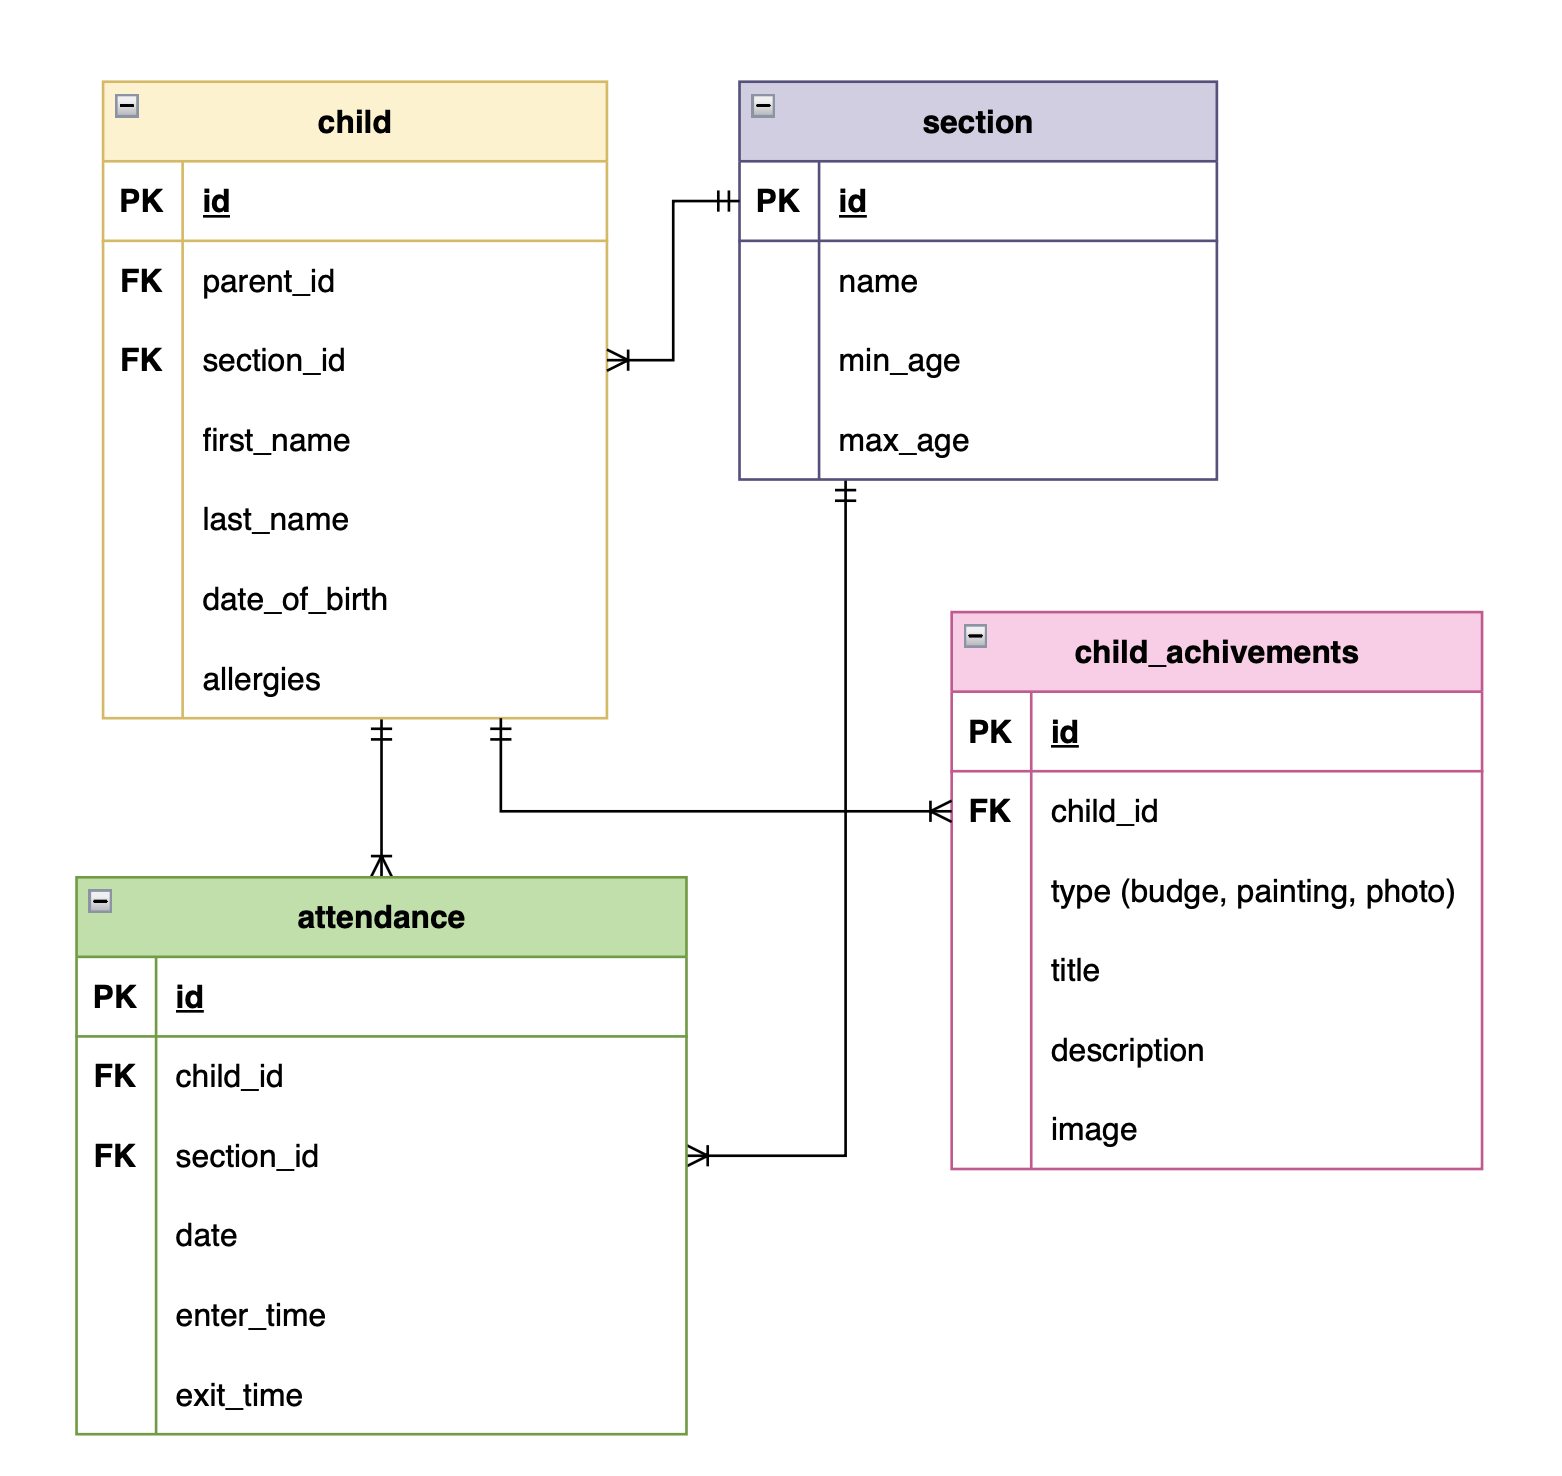 child
PK id
FK parent_id
FK section_id
first_name
last_name
date_of_birth
allergies
section
PK id
name
min_age
max_age
child_achivements
PK id
FK child_id
type (budge, painting, photo)
title
description
image
attendance
PK id
FK child_id
FK section_id
date
enter_time
exit_time